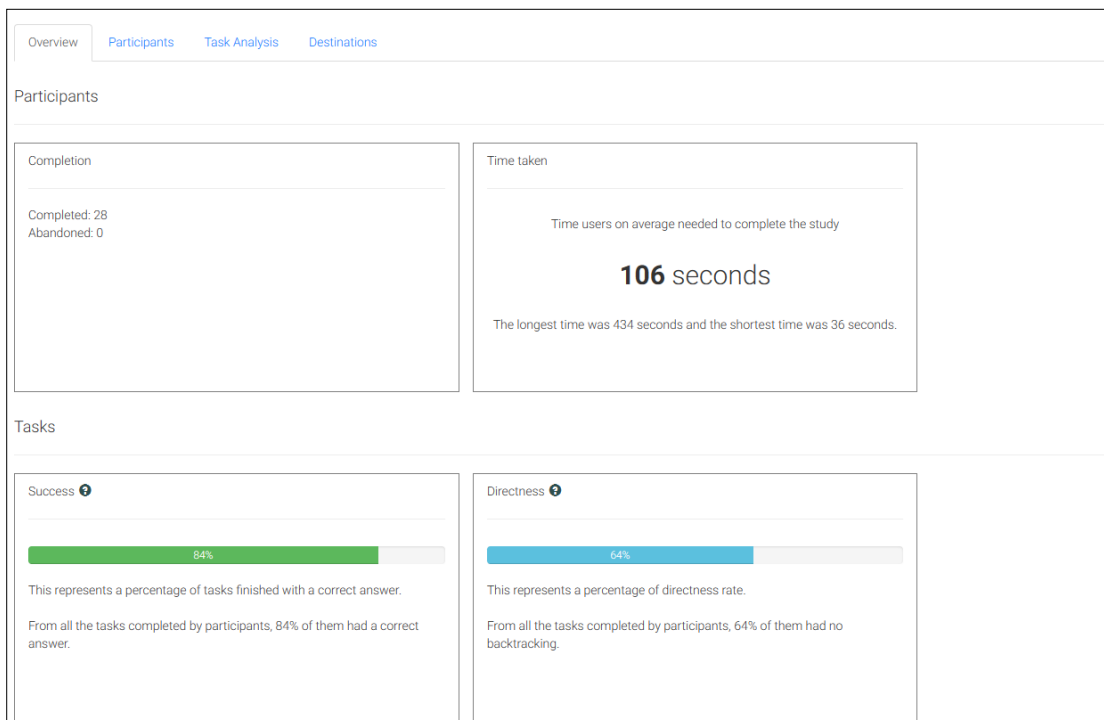 Overview Participants Task Analysis Destinations
Participants
Completion
Completed: 28
Abandoned: 0
Time taken
Time users on average needed to complete the study
106 seconds
The longest time was 434 seconds and the shortest time was 36 seconds.
Tasks
Success ?
84%
This represents a percentage of tasks finished with a correct answer.
From all the tasks completed by participants, 84% of them had a correct
answer.
Directness ?
64%
This represents a percentage of directness rate.
From all the tasks completed by participants, 64% of them had no
backtracking.